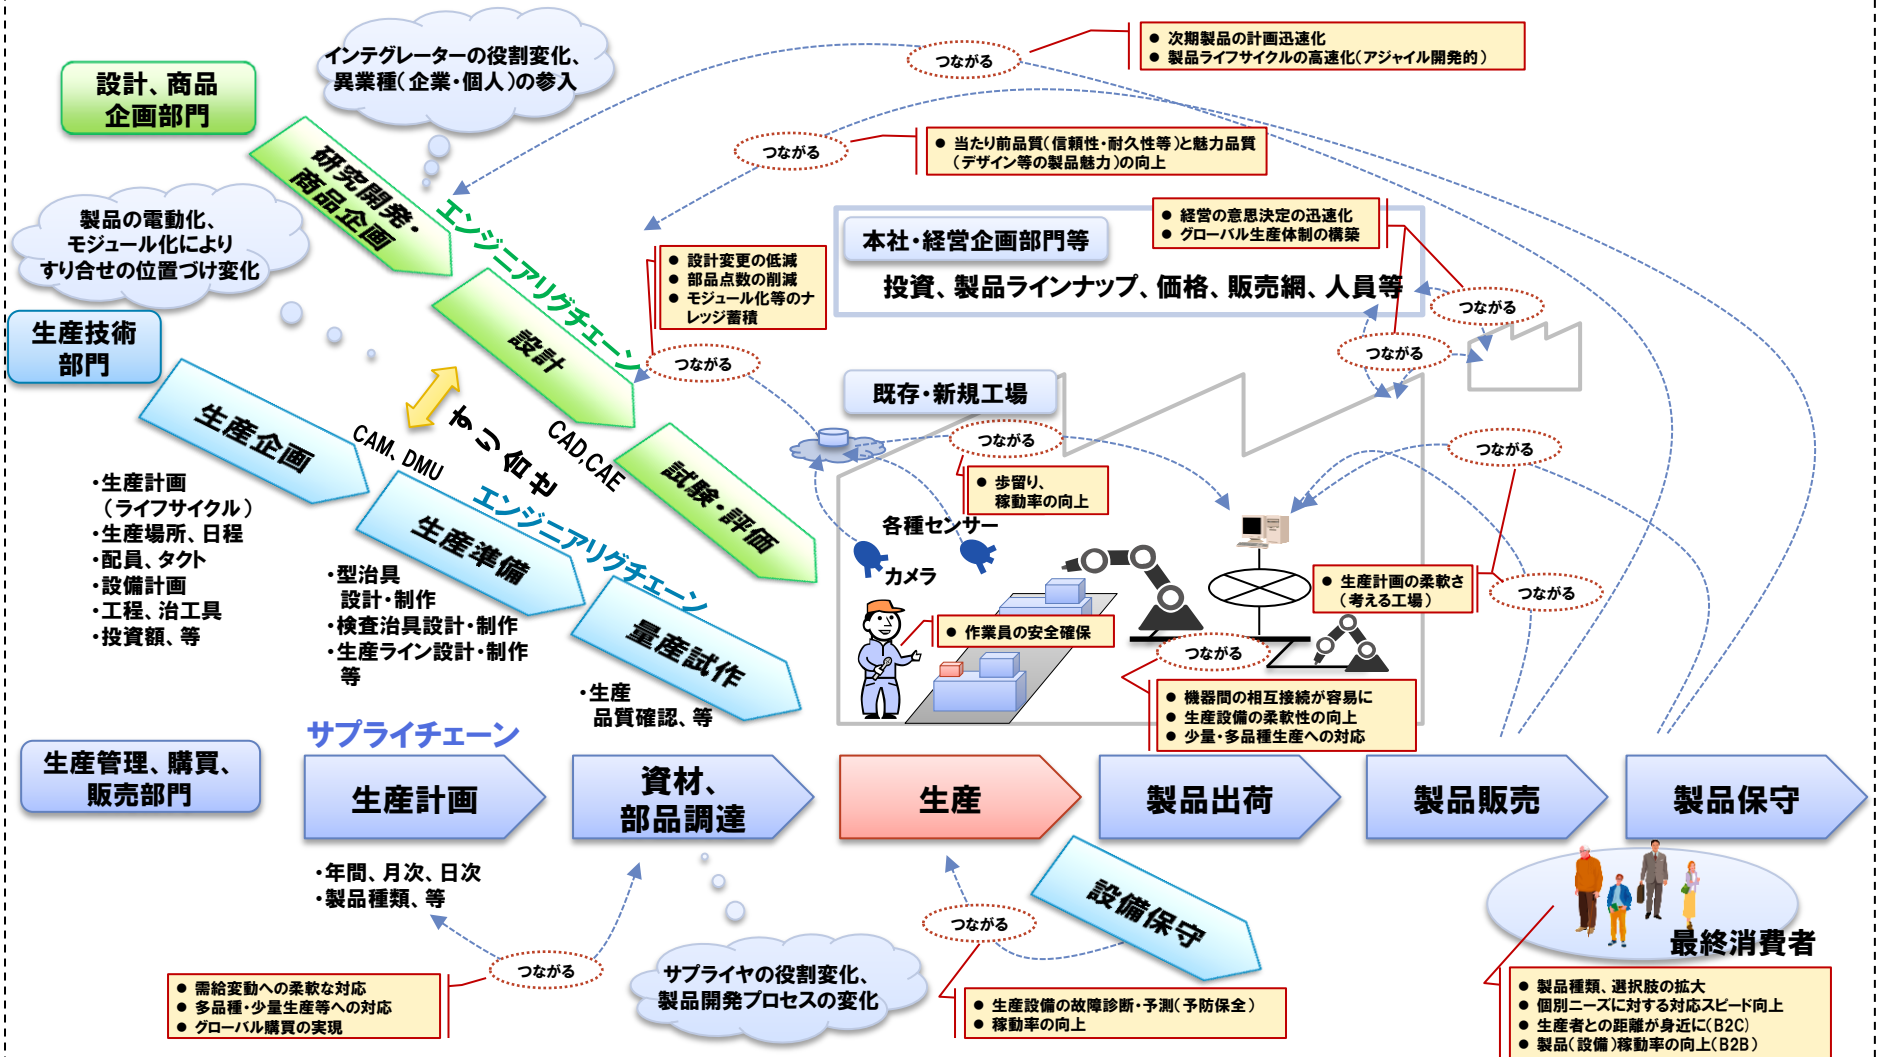 インテグレーターの役割変化、
異業種（企業・個人）の参入
つながる
● 次期製品の計画迅速化
● 製品ライフサイクルの高速化（アジャイル開発的）
設計、商品
企画部門
つながる
● 当たり前品質（信頼性・耐久性等）と魅力品質
（デザイン等の製品魅力）の向上
研究開発・
商品企画
エンジニアリグチェーン
製品の電動化、
モジュール化により
すり合せの位置づけ変化
● 設計変更の低減
● 部品点数の削減
● モジュール化等のナ
レッジ蓄積
本社・経営企画部門等
● 経営の意思決定の迅速化
● グローバル生産体制の構築
投資、製品ラインナップ、価格、販売網、人員等
つながる
つながる
生産技術
部門
設計
つながる
既存・新規工場
生産企画
CAM、DMU
すり合せ
CAD,CAE
試験・評価
つながる
● 歩留り、
稼動率の向上
つながる
・生産計画
（ライフサイクル）
・生産場所、日程
・配員、タクト
・設備計画
・工程、治工具
・投資額、等
生産準備
エンジニアリグチェーン
各種センサー
カメラ
● 生産計画の柔軟さ
（考える工場）
つながる
・型治具
設計・制作
・検査治具設計・制作
・生産ライン設計・制作
等
量産試作
・生産
品質確認、等
● 作業員の安全確保
つながる
● 機器間の相互接続が容易に
● 生産設備の柔軟性の向上
● 少量・多品種生産への対応
サプライチェーン
生産管理、購買、
販売部門
生産計画
資材、
部品調達
生産
製品出荷
製品販売
製品保守
・年間、月次、日次
・製品種類、等
設備保守
つながる
つながる
● 需給変動への柔軟な対応
● 多品種・少量生産等への対応
● グローバル購買の実現
サプライヤの役割変化、
製品開発プロセスの変化
● 生産設備の故障診断・予測（予防保全）
● 稼動率の向上
最終消費者
● 製品種類、選択肢の拡大
● 個別ニーズに対する対応スピード向上
● 生産者との距離が身近に（B2C）
● 製品（設備）稼動率の向上（B2B）